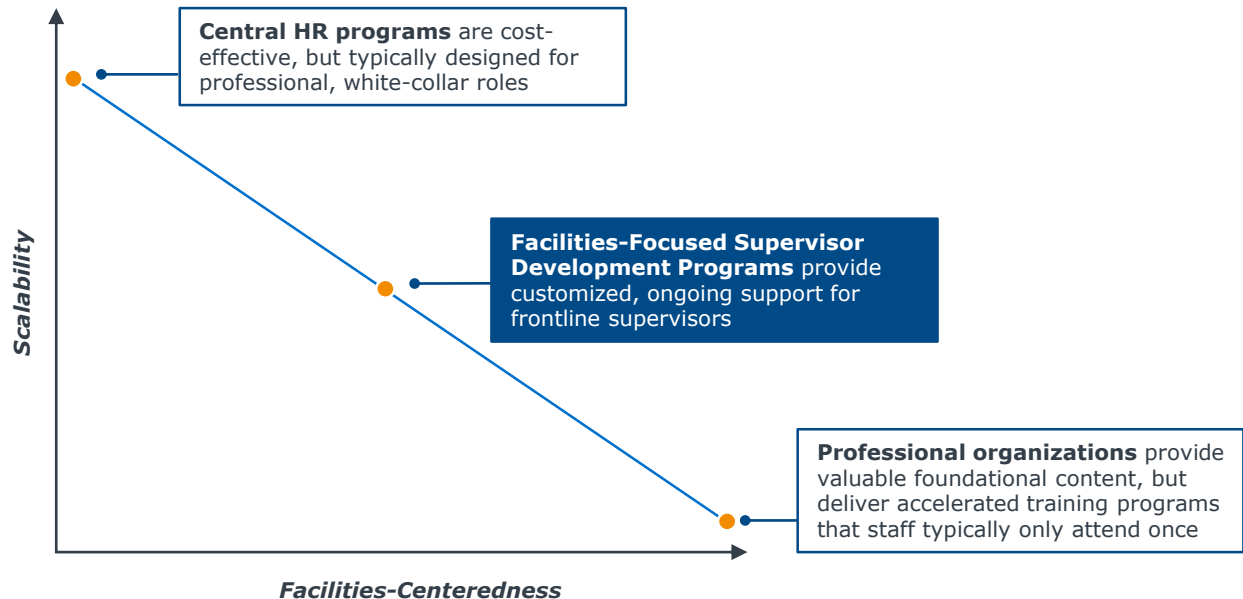 Central HR programs are cost-
effective, but typically designed for
professional, white-collar roles
Scalability
Facilities-Focused Supervisor
Development Programs provide
customized, ongoing support for
frontline supervisors
Professional organizations provide
valuable foundational content, but
deliver accelerated training programs
that staff typically only attend once
Facilities-Centeredness